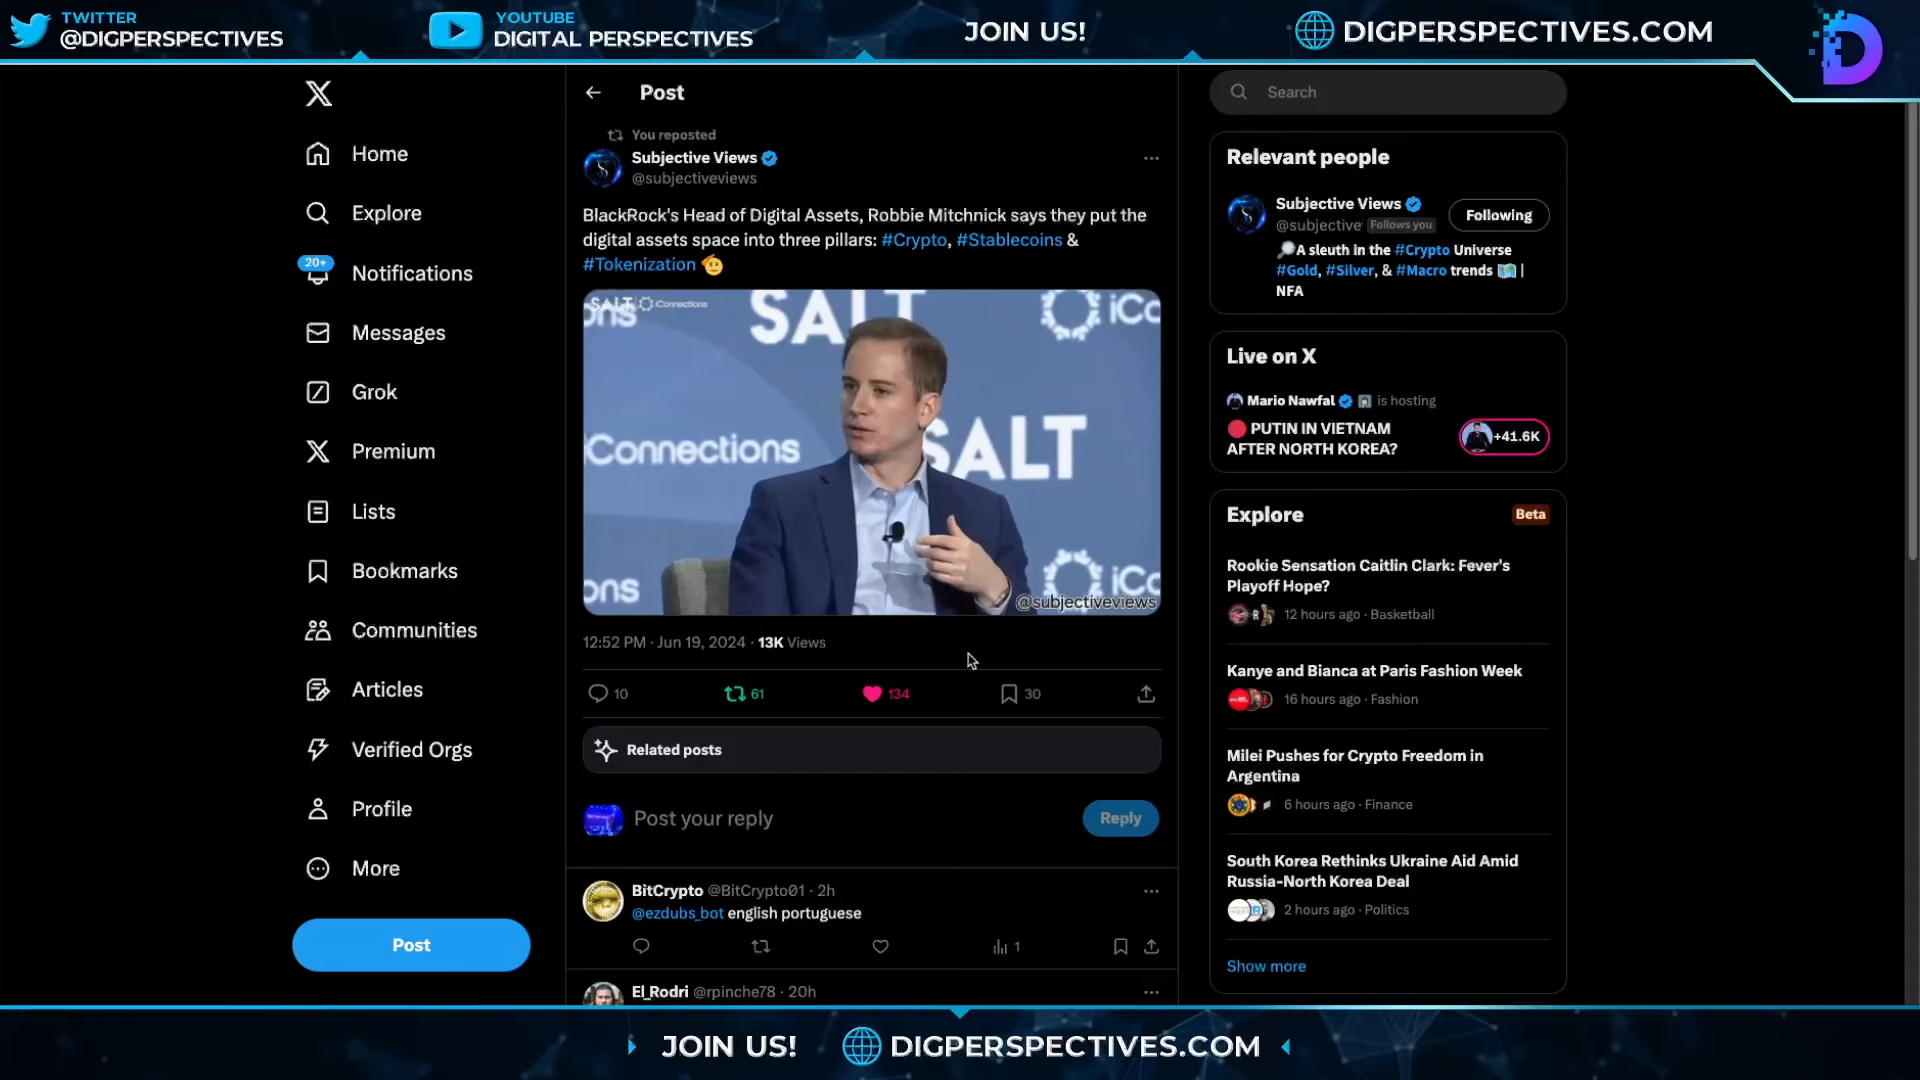 TWITTER
@DIGPERSPECTIVES
YOUTUBE
DIGITAL PERSPECTIVES
JOIN US!
DIGPERSPECTIVES.COM
X
Home
Explore
20+
Notifications
Messages
Grok
Premium
Lists
Bookmarks
Communities
Articles
Verified Orgs
Profile
More
Post
Post
You reposted
Subjective Views
@subjectiveviews
BlackRock's Head of Digital Assets, Robbie Mitchnick says they put the
digital assets space into three pillars: #Crypto, #Stablecoins &
#Tokenization 🫡
SALT iConnections
ons
SALT
iCo
iConnections
SALT
ons
iCo
@subjectiveviews
12:52 PM · Jun 19, 2024 · 13K Views
10
61
134
30
Related posts
Post your reply
Reply
BitCrypto @BitCrypto01 · 2h
@ezdubs_bot english portuguese
1
El_Rodri @rpinche78 · 20h
Search
Relevant people
Subjective Views
@subjective Follows you
Following
🔎A sleuth in the #Crypto Universe
#Gold, #Silver, & #Macro trends 🗺️ |
NFA
Live on X
Mario Nawfal is hosting
🔴 PUTIN IN VIETNAM
AFTER NORTH KOREA?
+41.6K
Explore
Beta
Rookie Sensation Caitlin Clark: Fever's
Playoff Hope?
12 hours ago · Basketball
Kanye and Bianca at Paris Fashion Week
16 hours ago · Fashion
Milei Pushes for Crypto Freedom in
Argentina
6 hours ago · Finance
South Korea Rethinks Ukraine Aid Amid
Russia-North Korea Deal
2 hours ago · Politics
Show more
JOIN US!
DIGPERSPECTIVES.COM